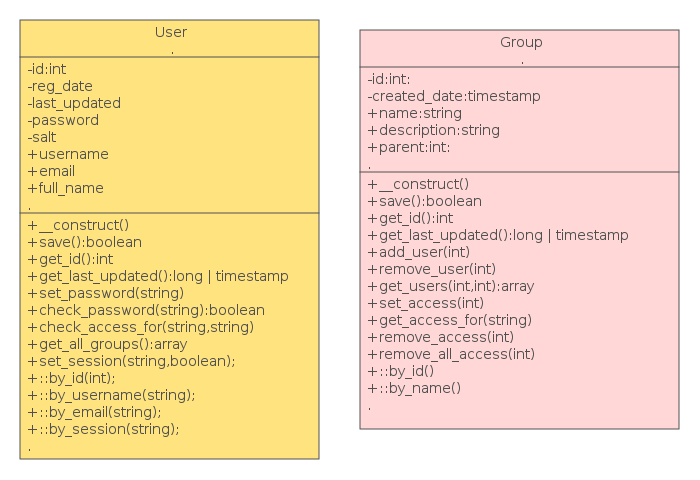 User
.
-id:int
-reg_date
-last_updated
-password
-salt
+username
+email
+full_name
.
+__construct()
+save():boolean
+get_id():int
+get_last_updated():long | timestamp
+set_password(string)
+check_password(string):boolean
+check_access_for(string,string)
+get_all_groups():array
+set_session(string,boolean);
+::by_id(int);
+::by_username(string);
+::by_email(string);
+::by_session(string);
.
Group
.
-id:int:
-created_date:timestamp
+name:string
+description:string
+parent:int:
.
+__construct()
+save():boolean
+get_id():int
+get_last_updated():long | timestamp
+add_user(int)
+remove_user(int)
+get_users(int,int):array
+set_access(int)
+get_access_for(string)
+remove_access(int)
+remove_all_access(int)
+::by_id()
+::by_name()
.